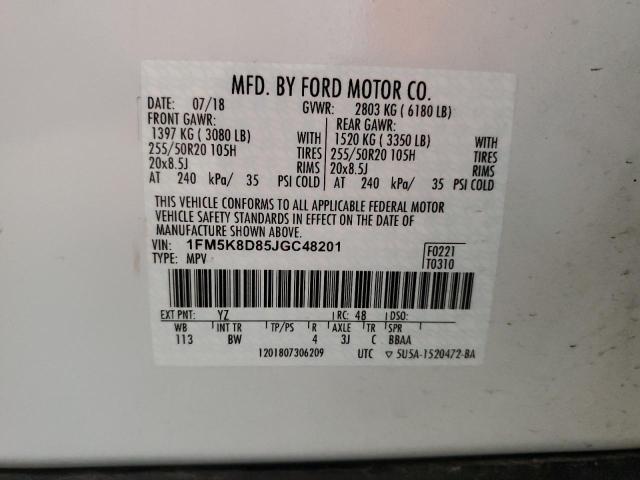 MFD. BY FORD MOTOR CO.
DATE: 07/18 GVWR: 2803 KG ( 6180 LB)
FRONT GAWR: REAR GAWR:
1397 KG ( 3080 LB) WITH 1520 KG ( 3350 LB) WITH
255/50R20 105H TIRES 255/50R20 105H TIRES
20x8.5J RIMS 20x8.5J RIMS
AT 240 kPa/ 35 PSI COLD AT 240 kPa/ 35 PSI COLD
THIS VEHICLE CONFORMS TO ALL APPLICABLE FEDERAL MOTOR
VEHICLE SAFETY STANDARDS IN EFFECT ON THE DATE OF
MANUFACTURE SHOWN ABOVE.
VIN: 1FM5K8D85JGC48201 F0221
TYPE: MPV T0310
EXT PNT: YZ RC: 48 DSO:
WB INT TR TP/PS R AXLE TR SPR
113 BW 4 3J C BBAA
1201807306209 UTC ▽ 5U5A-1520472-BA